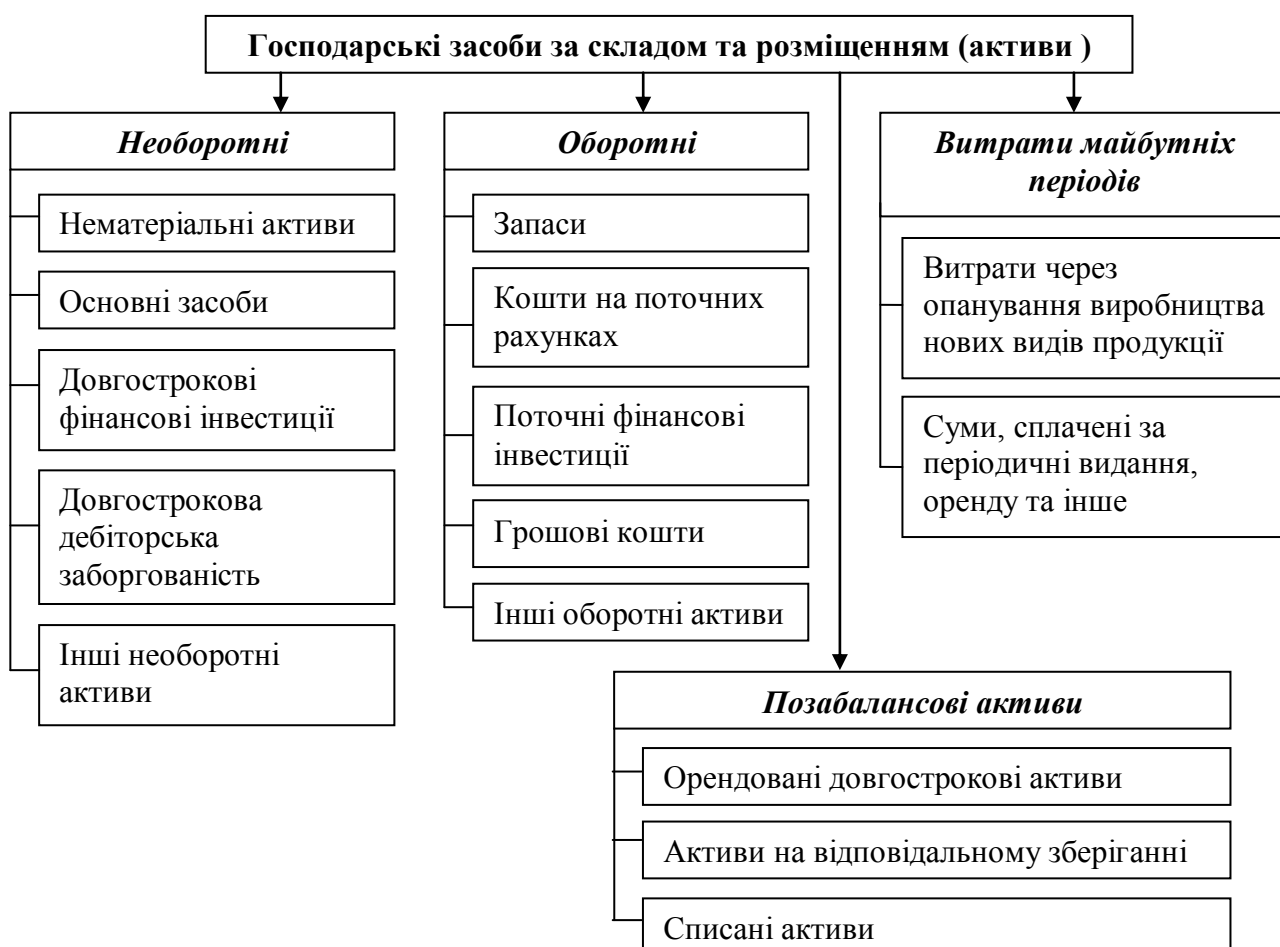 Господарські засоби за складом та розміщенням (активи )
Необоротні
Нематеріальні активи
Основні засоби
Довгострокові
фінансові інвестиції
Довгострокова
дебіторська
заборгованість
Інші необоротні
активи
Оборотні
Запаси
Кошти на поточних
рахунках
Поточні фінансові
інвестиції
Грошові кошти
Інші оборотні активи
Витрати майбутніх
періодів
Витрати через
опанування виробництва
нових видів продукції
Суми, сплачені за
періодичні видання,
оренду та інше
Позабалансові активи
Орендовані довгострокові активи
Активи на відповідальному зберіганні
Списані активи